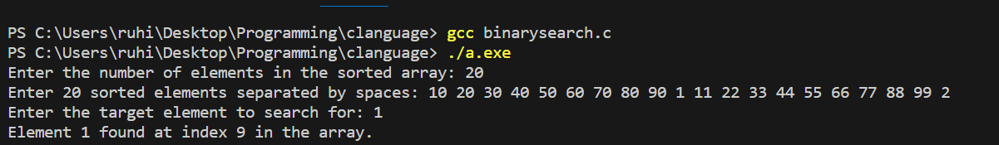 PS C:\Users\ruhi\Desktop\Programming\clanguage> gcc binarysearch.c
PS C:\Users\ruhi\Desktop\Programming\clanguage> ./a.exe
Enter the number of elements in the sorted array: 20
Enter 20 sorted elements separated by spaces: 10 20 30 40 50 60 70 80 90 1 11 22 33 44 55 66 77 88 99 2
Enter the target element to search for: 1
Element 1 found at index 9 in the array.